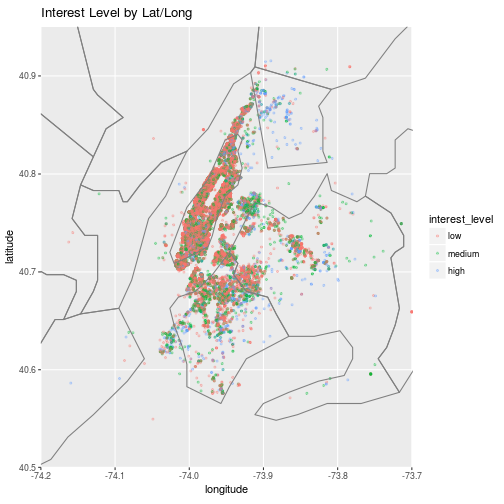 Interest Level by Lat/Long
40.9
40.8
40.7
40.6
40.5
latitude
-74.2
-74.1
-74.0
-73.9
-73.8
-73.7
longitude
interest_level
low
medium
high